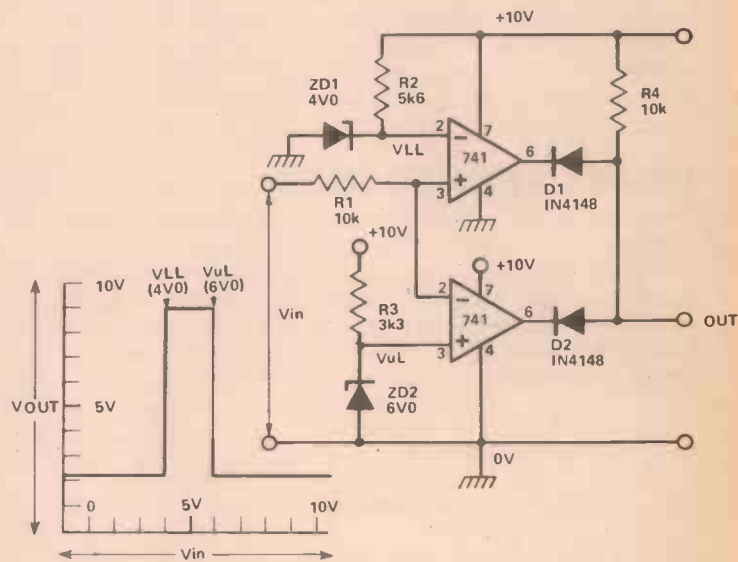 +10V
ZD1
4V0
R2
5k6
R4
10k
2
7
−
VLL
741
6
+
3
4
D1
IN4148
R1
10k
+10V
+10V
Vin
R3
3k3
2
7
−
741
6
OUT
+
3
4
VuL
D2
IN4148
ZD2
6V0
0V
VLL
(4V0)
VuL
(6V0)
10V
VOUT
5V
0
5V
10V
Vin